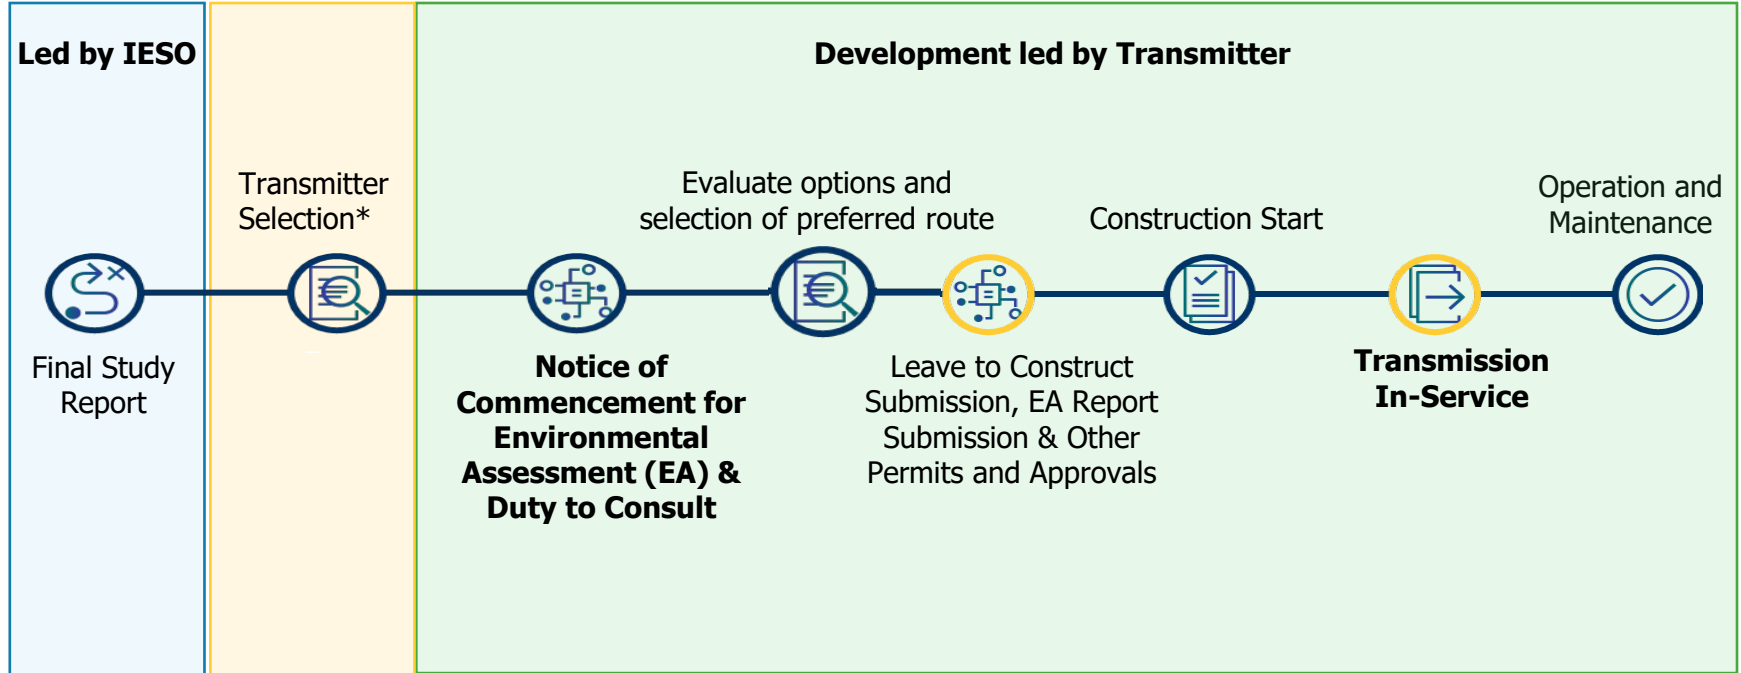 Led by IESO
Development led by Transmitter
Transmitter
Selection*
Evaluate options and
selection of preferred route
Construction Start
Operation and
Maintenance
Final Study
Report
Notice of
Commencement for
Environmental
Assessment (EA) &
Duty to Consult
Leave to Construct
Submission, EA Report
Submission & Other
Permits and Approvals
Transmission
In-Service